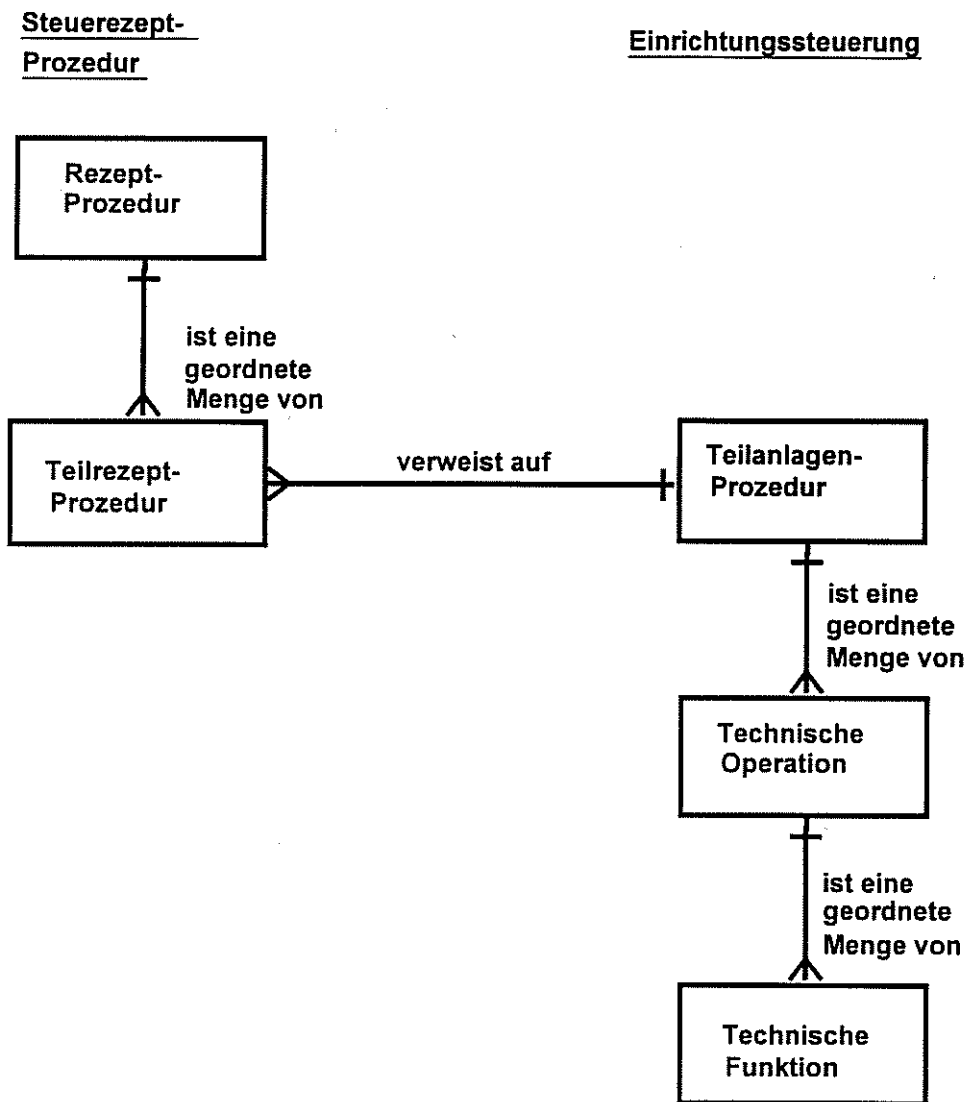 Steuerezept-
Prozedur
Einrichtungssteuerung
Rezept-
Prozedur
ist eine
geordnete
Menge von
Teilrezept-
Prozedur
verweist auf
Teilanlagen-
Prozedur
ist eine
geordnete
Menge von
Technische
Operation
ist eine
geordnete
Menge von
Technische
Funktion